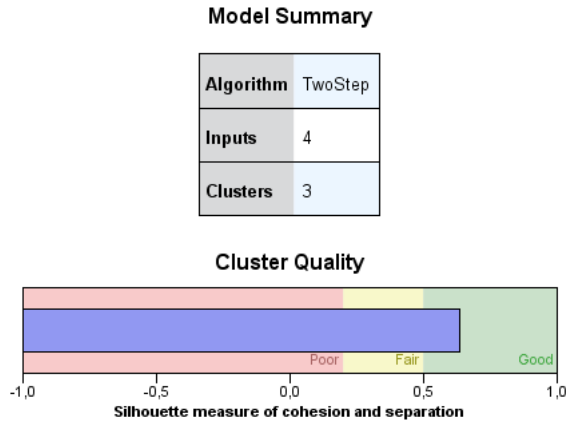 Model Summary
Algorithm TwoStep
Inputs 4
Clusters 3
Cluster Quality
Poor Fair Good
-1,0 -0,5 0,0 0,5 1,0
Silhouette measure of cohesion and separation